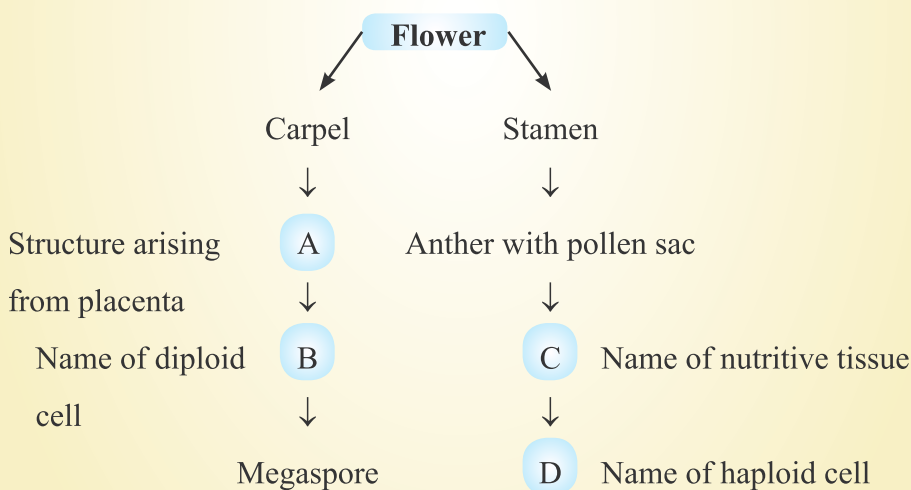 Flower
Carpel Stamen
↓ ↓
Structure arising A Anther with pollen sac
from placenta ↓ ↓
Name of diploid B C Name of nutritive tissue
cell ↓ ↓
Megaspore D Name of haploid cell